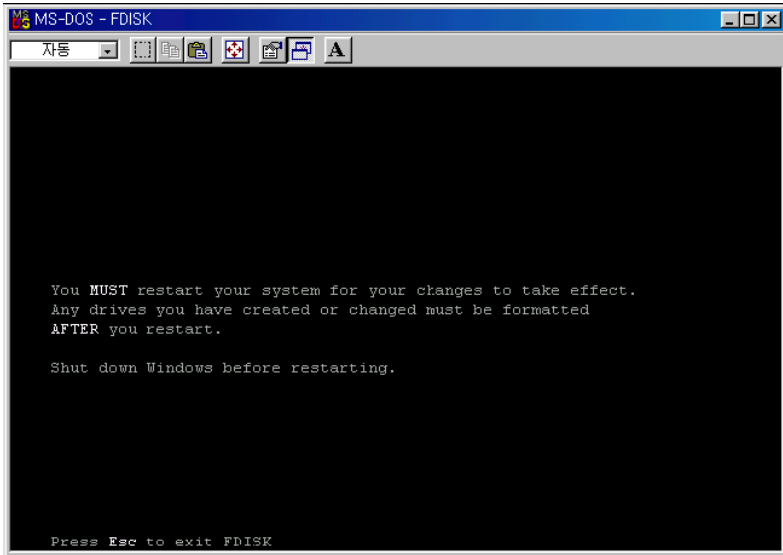 MS-DOS - FDISK
자동
A
You MUST restart your system for your changes to take effect.
Any drives you have created or changed must be formatted
AFTER you restart.
Shut down Windows before restarting.
Press Esc to exit FDISK